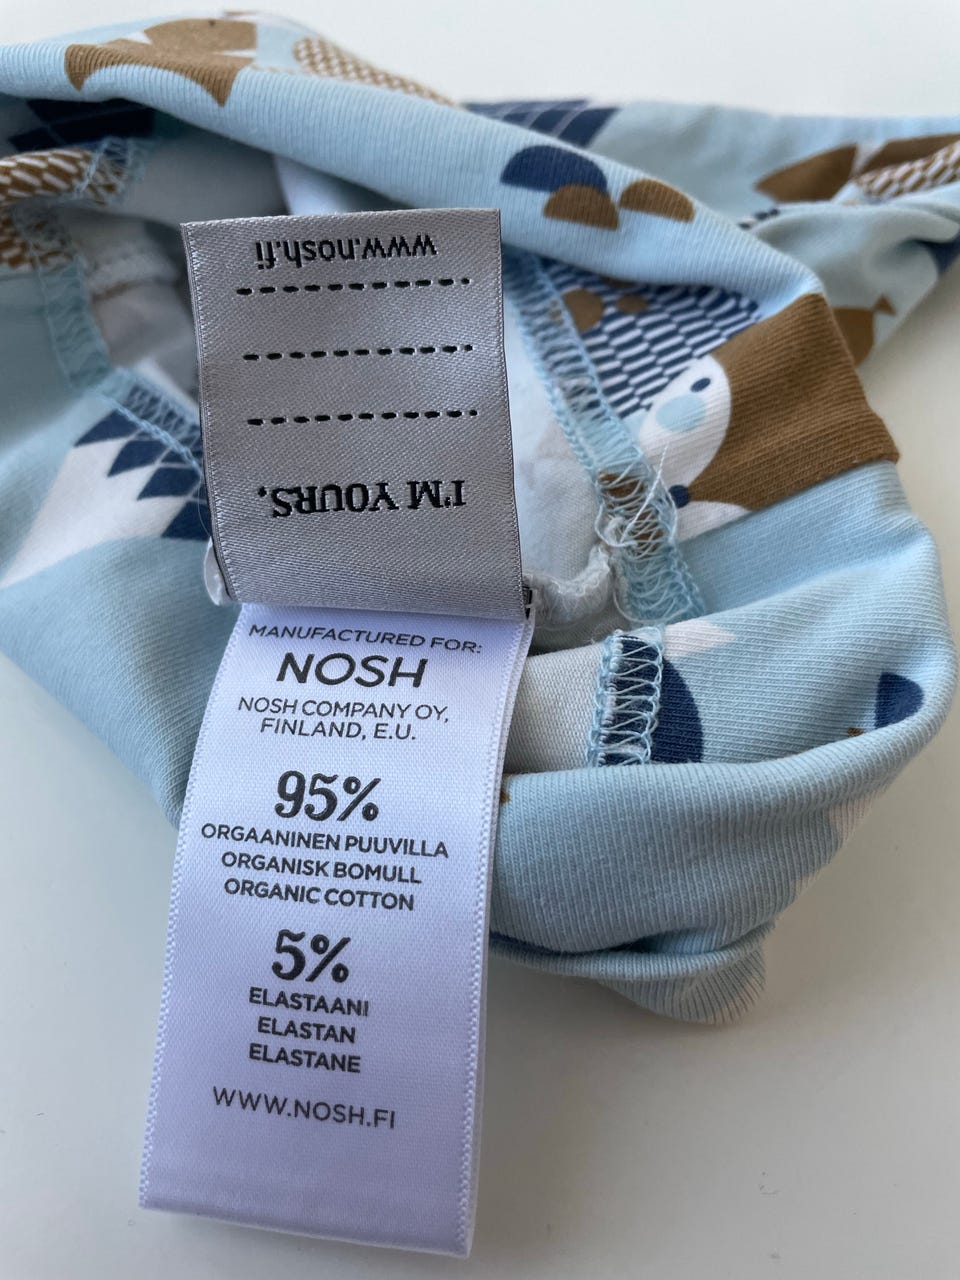 www.nosh.fi
I'M YOURS,
MANUFACTURED FOR:
NOSH
NOSH COMPANY OY,
FINLAND, E.U.
95%
ORGAANINEN PUUVILLA
ORGANISK BOMULL
ORGANIC COTTON
5%
ELASTAANI
ELASTAN
ELASTANE
WWW.NOSH.FI